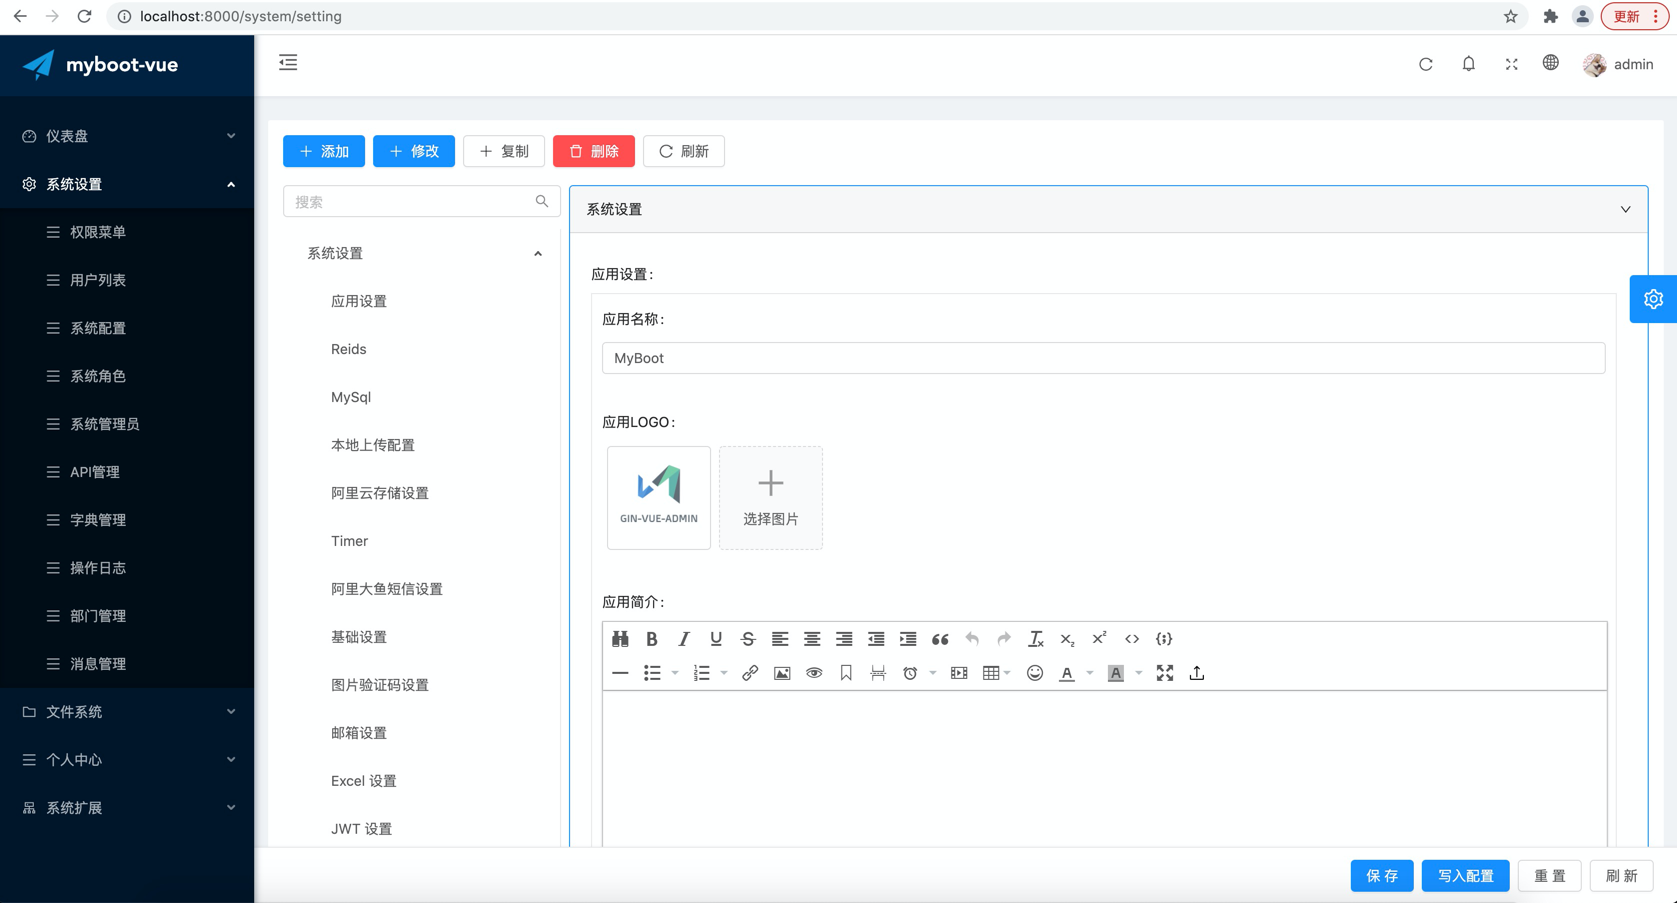 localhost:8000/system/setting
更新
myboot-vue
admin
仪表盘
系统设置
权限菜单
用户列表
系统配置
系统角色
系统管理员
API管理
字典管理
操作日志
部门管理
消息管理
文件系统
个人中心
系统扩展
添加
修改
复制
删除
刷新
搜索
系统设置
应用设置
Reids
MySql
本地上传配置
阿里云存储设置
Timer
阿里大鱼短信设置
基础设置
图片验证码设置
邮箱设置
Excel 设置
JWT 设置
系统设置
应用设置:
应用名称:
MyBoot
应用LOGO:
GIN-VUE-ADMIN
选择图片
应用简介:
保 存
写入配置
重 置
刷 新